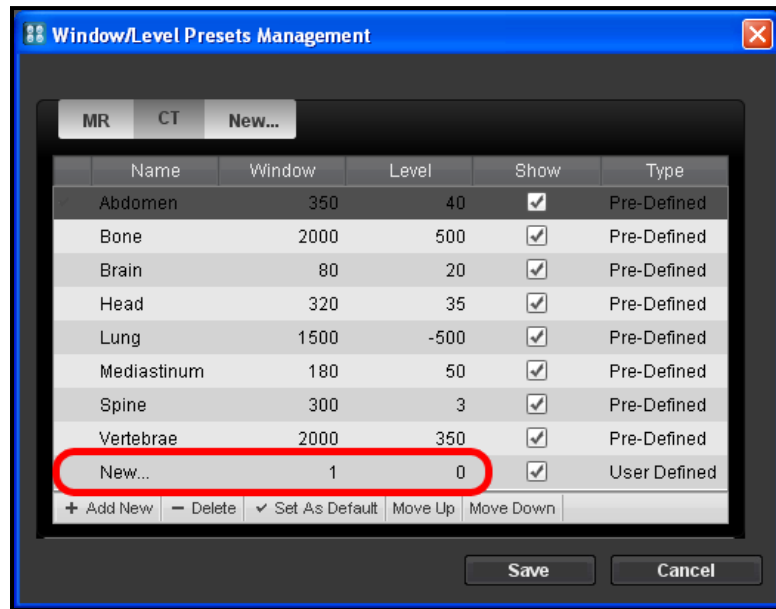 Window/Level Presets Management
MR CT New...
Name Window Level Show Type
Abdomen 350 40 Pre-Defined
Bone 2000 500 Pre-Defined
Brain 80 20 Pre-Defined
Head 320 35 Pre-Defined
Lung 1500 -500 Pre-Defined
Mediastinum 180 50 Pre-Defined
Spine 300 3 Pre-Defined
Vertebrae 2000 350 Pre-Defined
New... 1 0 User Defined
+ Add New − Delete ✓ Set As Default Move Up Move Down
Save Cancel